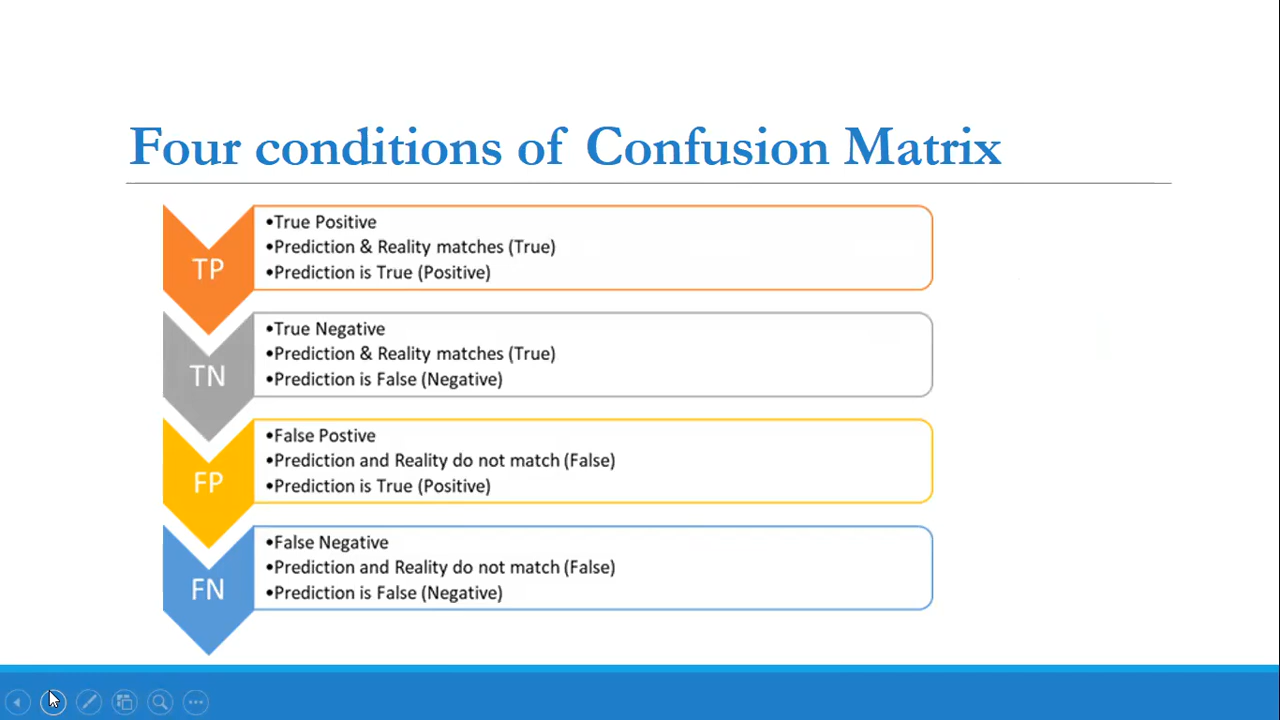 Four conditions of Confusion Matrix
TP
•True Positive
•Prediction & Reality matches (True)
•Prediction is True (Positive)
TN
•True Negative
•Prediction & Reality matches (True)
•Prediction is False (Negative)
FP
•False Postive
•Prediction and Reality do not match (False)
•Prediction is True (Positive)
FN
•False Negative
•Prediction and Reality do not match (False)
•Prediction is False (Negative)